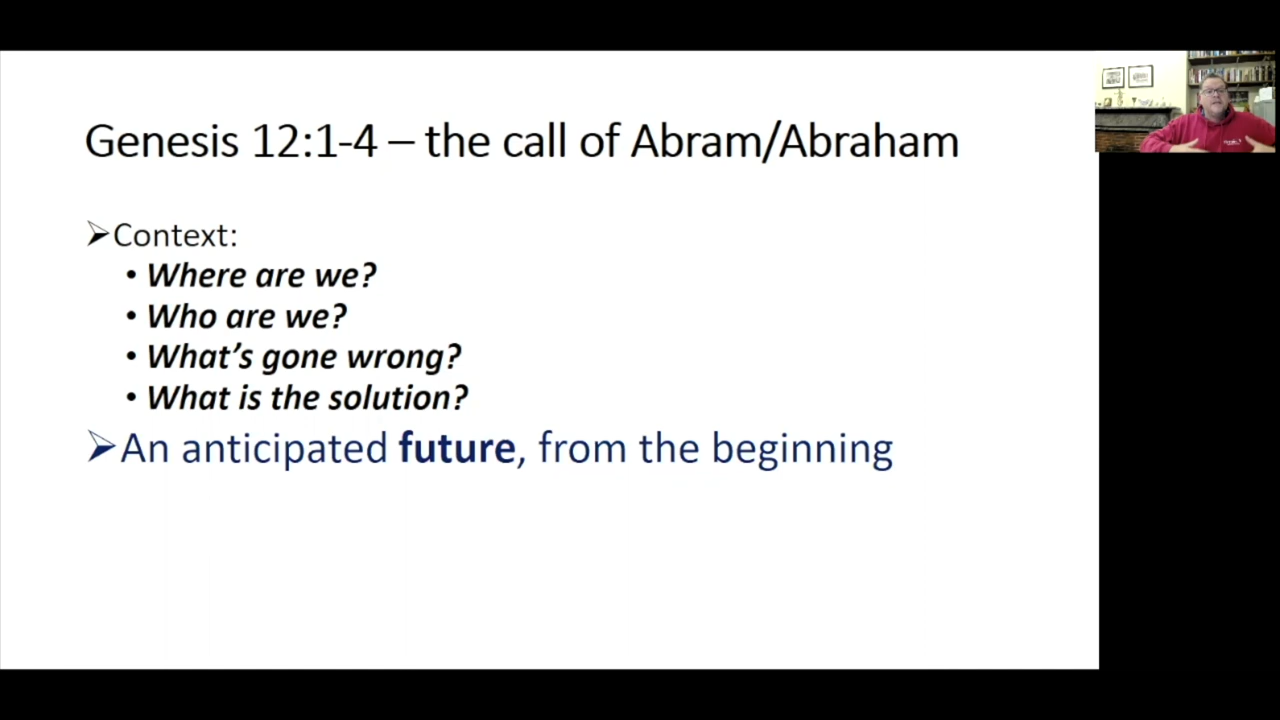 Genesis 12:1-4 – the call of Abram/Abraham
➢Context:
• Where are we?
• Who are we?
• What’s gone wrong?
• What is the solution?
➢An anticipated future, from the beginning